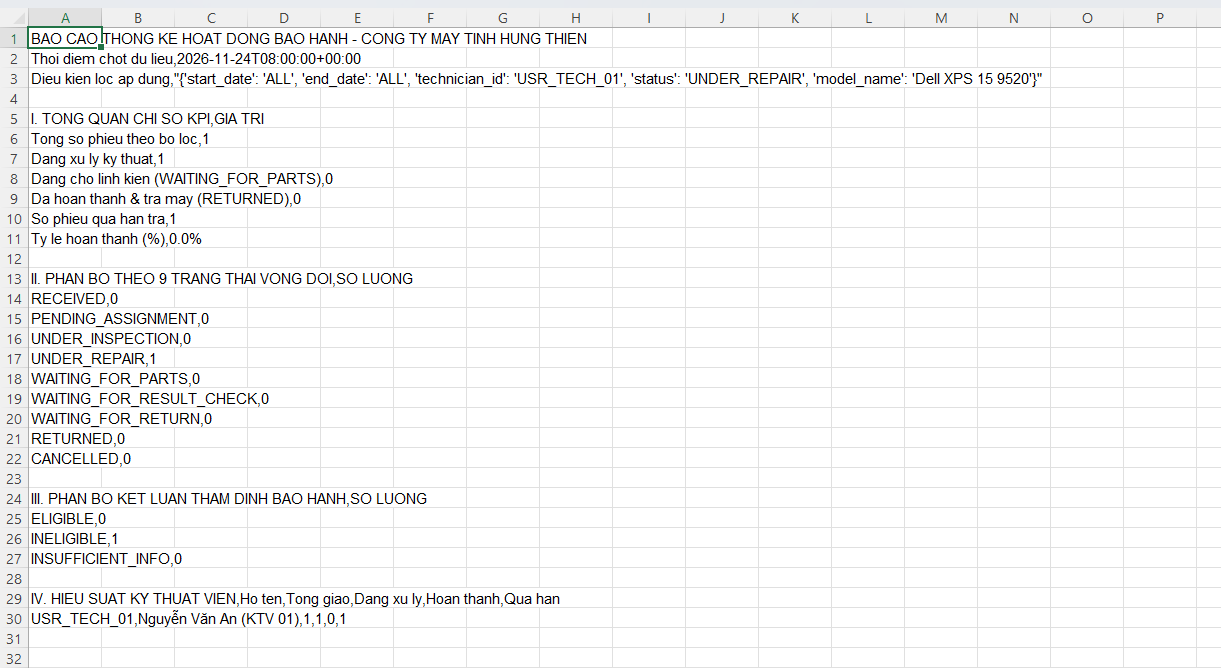 A B C D E F G H I J K L M N O P
1 BAO CAO THONG KE HOAT DONG BAO HANH - CONG TY MAY TINH HUNG THIEN
2 Thoi diem chot du lieu,2026-11-24T08:00:00+00:00
3 Dieu kien loc ap dung,"{'start_date': 'ALL', 'end_date': 'ALL', 'technician_id': 'USR_TECH_01', 'status': 'UNDER_REPAIR', 'model_name': 'Dell XPS 15 9520'}"
4
5 I. TONG QUAN CHI SO KPI,GIA TRI
6 Tong so phieu theo bo loc,1
7 Dang xu ly ky thuat,1
8 Dang cho linh kien (WAITING_FOR_PARTS),0
9 Da hoan thanh & tra may (RETURNED),0
10 So phieu qua han tra,1
11 Ty le hoan thanh (%),0.0%
12
13 II. PHAN BO THEO 9 TRANG THAI VONG DOI,SO LUONG
14 RECEIVED,0
15 PENDING_ASSIGNMENT,0
16 UNDER_INSPECTION,0
17 UNDER_REPAIR,1
18 WAITING_FOR_PARTS,0
19 WAITING_FOR_RESULT_CHECK,0
20 WAITING_FOR_RETURN,0
21 RETURNED,0
22 CANCELLED,0
23
24 III. PHAN BO KET LUAN THAM DINH BAO HANH,SO LUONG
25 ELIGIBLE,0
26 INELIGIBLE,1
27 INSUFFICIENT_INFO,0
28
29 IV. HIEU SUAT KY THUAT VIEN,Ho ten,Tong giao,Dang xu ly,Hoan thanh,Qua han
30 USR_TECH_01,Nguyễn Văn An (KTV 01),1,1,0,1
31
32